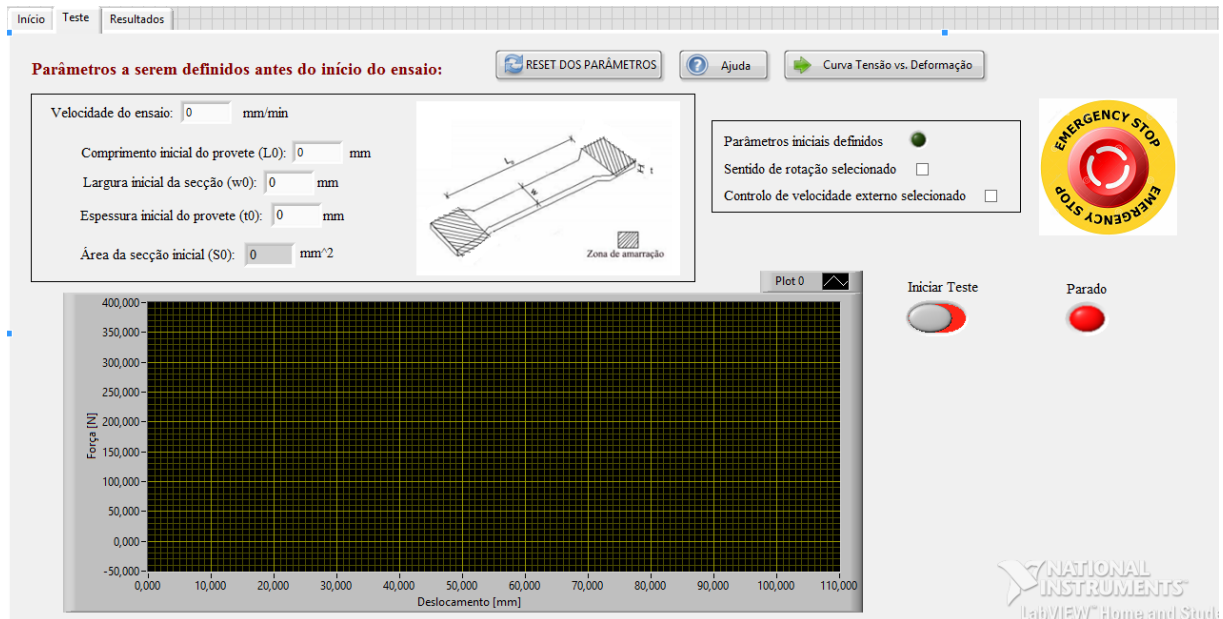 Início Teste Resultados
Parâmetros a serem definidos antes do início do ensaio:
RESET DOS PARÂMETROS
Ajuda
Curva Tensão vs. Deformação
Velocidade do ensaio: 0 mm/min
Comprimento inicial do provete (L0): 0 mm
Largura inicial da secção (w0): 0 mm
Espessura inicial do provete (t0): 0 mm
Área da secção inicial (S0): 0 mm^2
L0
w
t
Zona de amarração
Parâmetros iniciais definidos
Sentido de rotação selecionado
Controlo de velocidade externo selecionado
EMERGENCY STOP
EMERGENCY STOP
Plot 0
Iniciar Teste
Parado
Força [N]
400,000
350,000
300,000
250,000
200,000
150,000
100,000
50,000
0,000
-50,000
0,000 10,000 20,000 30,000 40,000 50,000 60,000 70,000 80,000 90,000 100,000 110,000
Deslocamento [mm]
NATIONAL
INSTRUMENTS™
LabVIEW™ Home and Stude